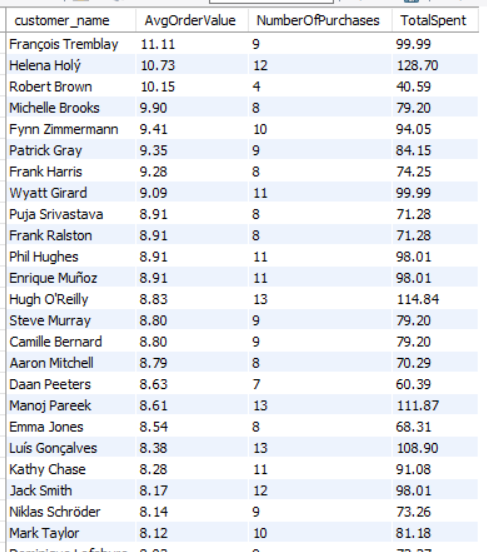 customer_name AvgOrderValue NumberOfPurchases TotalSpent
François Tremblay 11.11 9 99.99
Helena Holý 10.73 12 128.70
Robert Brown 10.15 4 40.59
Michelle Brooks 9.90 8 79.20
Fynn Zimmermann 9.41 10 94.05
Patrick Gray 9.35 9 84.15
Frank Harris 9.28 8 74.25
Wyatt Girard 9.09 11 99.99
Puja Srivastava 8.91 8 71.28
Frank Ralston 8.91 8 71.28
Phil Hughes 8.91 11 98.01
Enrique Muñoz 8.91 11 98.01
Hugh O'Reilly 8.83 13 114.84
Steve Murray 8.80 9 79.20
Camille Bernard 8.80 9 79.20
Aaron Mitchell 8.79 8 70.29
Daan Peeters 8.63 7 60.39
Manoj Pareek 8.61 13 111.87
Emma Jones 8.54 8 68.31
Luís Gonçalves 8.38 13 108.90
Kathy Chase 8.28 11 91.08
Jack Smith 8.17 12 98.01
Niklas Schröder 8.14 9 73.26
Mark Taylor 8.12 10 81.18